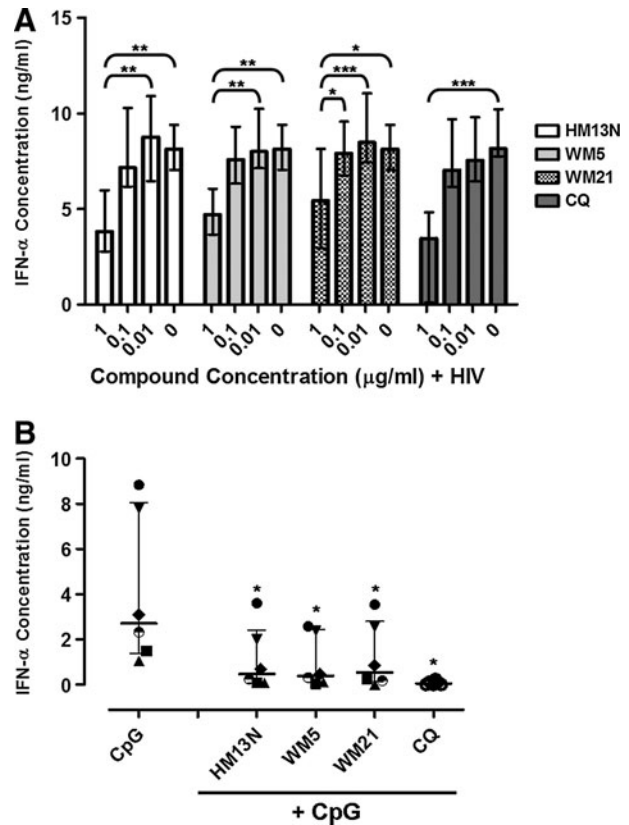 A
IFN-α Concentration (ng/ml)
15
10
5
0
** ** ** ** * *** * ***
HM13N
WM5
WM21
CQ
1 0,1 0.01 0 1 0,1 0.01 0 1 0,1 0.01 0 1 0,1 0.01 0
Compound Concentration (μg/ml) + HIV
B
IFN-α Concentration (ng/ml)
10
8
6
4
2
0
* * * *
CpG HM13N WM5 WM21 CQ
+ CpG